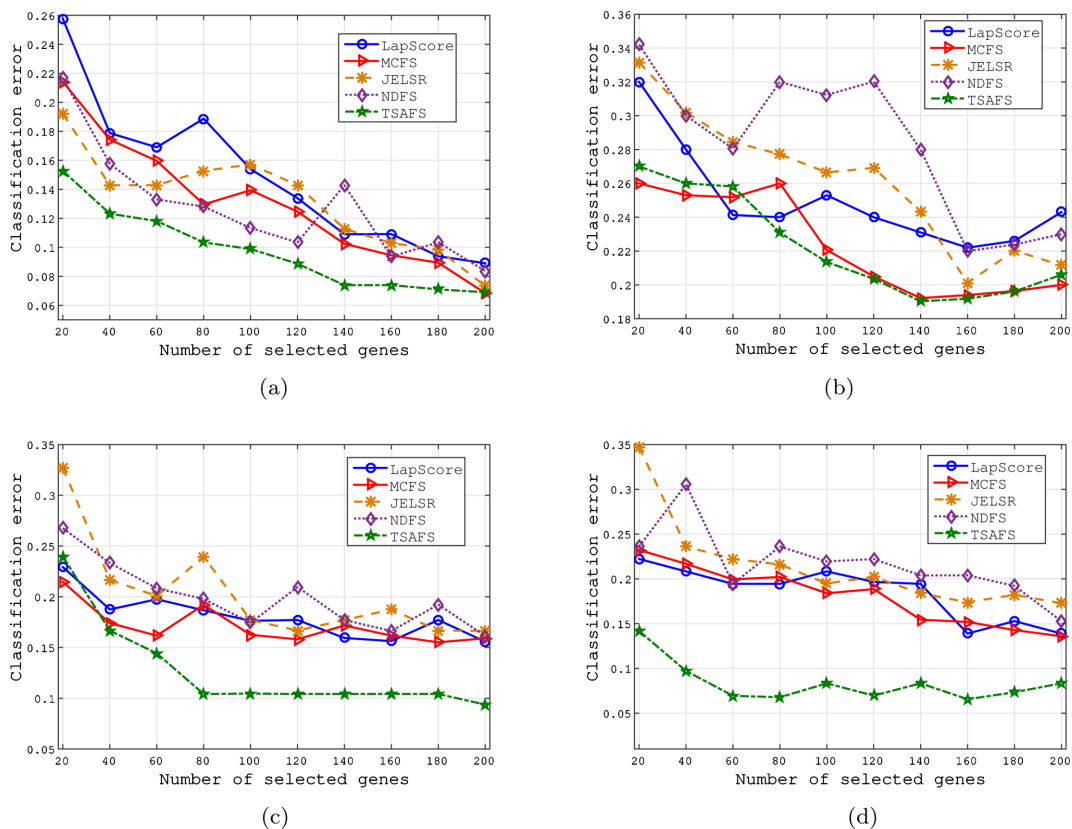 0.26
0.24
0.22
0.2
0.18
0.16
0.14
0.12
0.1
0.08
0.06
Classification error
20 40 60 80 100 120 140 160 180 200
Number of selected genes
LapScore
MCFS
JELSR
NDFS
TSAFS
(a)
0.36
0.34
0.32
0.3
0.28
0.26
0.24
0.22
0.2
0.18
Classification error
20 40 60 80 100 120 140 160 180 200
Number of selected genes
LapScore
MCFS
JELSR
NDFS
TSAFS
(b)
0.35
0.3
0.25
0.2
0.15
0.1
0.05
Classification error
20 40 60 80 100 120 140 160 180 200
Number of selected genes
LapScore
MCFS
JELSR
NDFS
TSAFS
(c)
0.35
0.3
0.25
0.2
0.15
0.1
0.05
Classification error
20 40 60 80 100 120 140 160 180 200
Number of selected genes
LapScore
MCFS
JELSR
NDFS
TSAFS
(d)